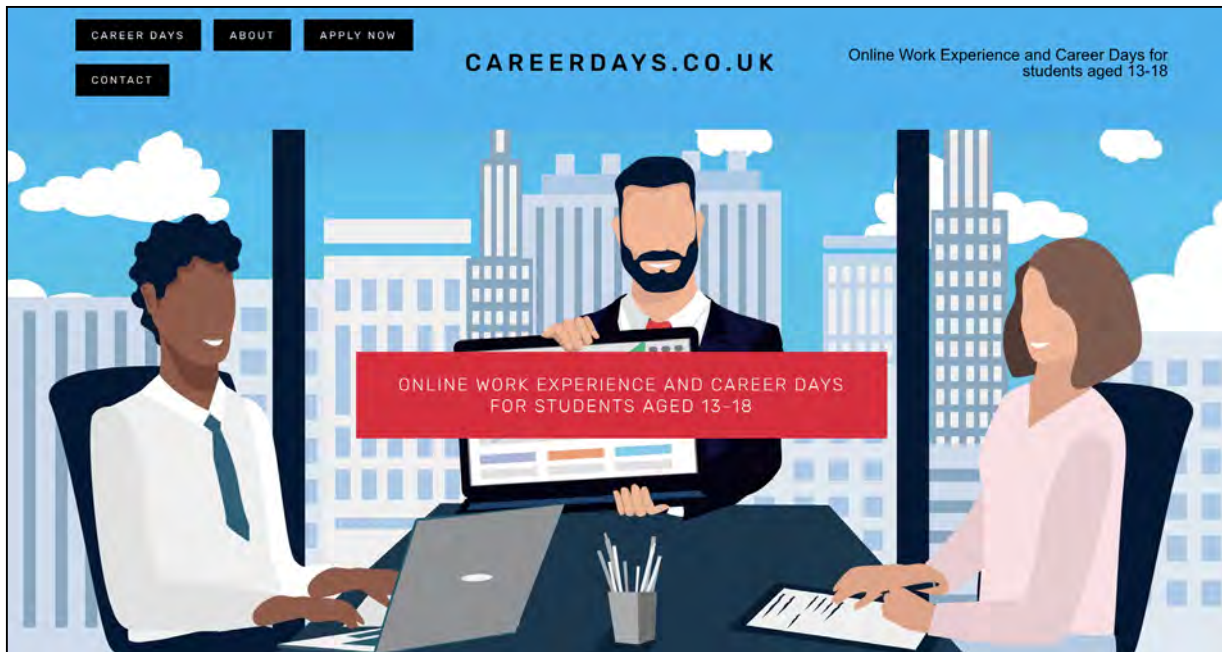 CAREER DAYS
ABOUT
APPLY NOW
CONTACT
CAREERDAYS.CO.UK
Online Work Experience and Career Days for
students aged 13-18
ONLINE WORK EXPERIENCE AND CAREER DAYS
FOR STUDENTS AGED 13-18